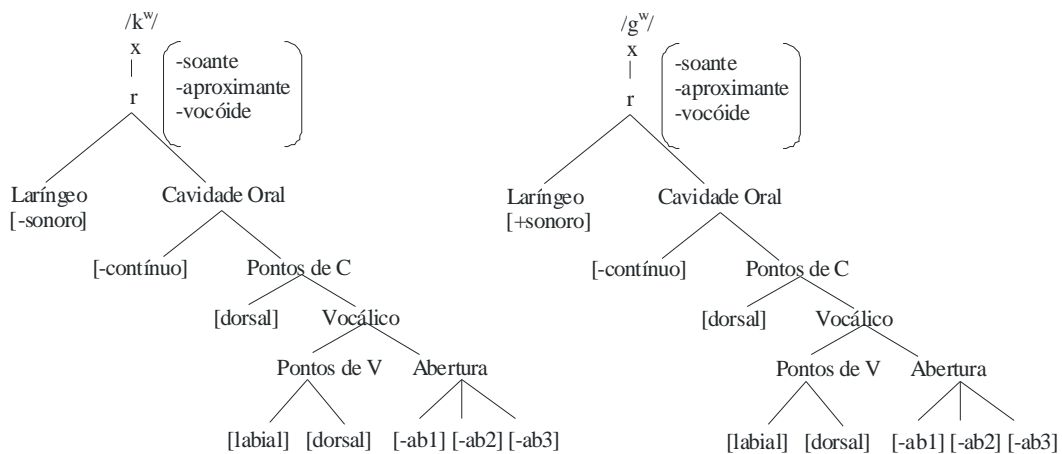 /kʷ/ /gʷ/
x x
-soante -soante
-aproximante -aproximante
r r
-vocóide -vocóide
Laríngeo Cavidade Oral Laríngeo Cavidade Oral
[-sonoro] [+sonoro]
[-contínuo] Pontos de C [-contínuo] Pontos de C
[dorsal] Vocálico [dorsal] Vocálico
Pontos de V Abertura Pontos de V Abertura
[labial] [dorsal] [-ab1] [-ab2] [-ab3] [labial] [dorsal] [-ab1] [-ab2] [-ab3]